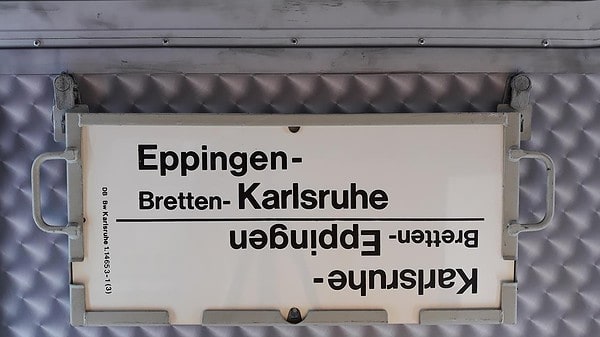 Eppingen-
Bretten- Karlsruhe
Karlsruhe-
Bretten- Eppingen
DB Bw Karlsruhe 1.14653-1(3)